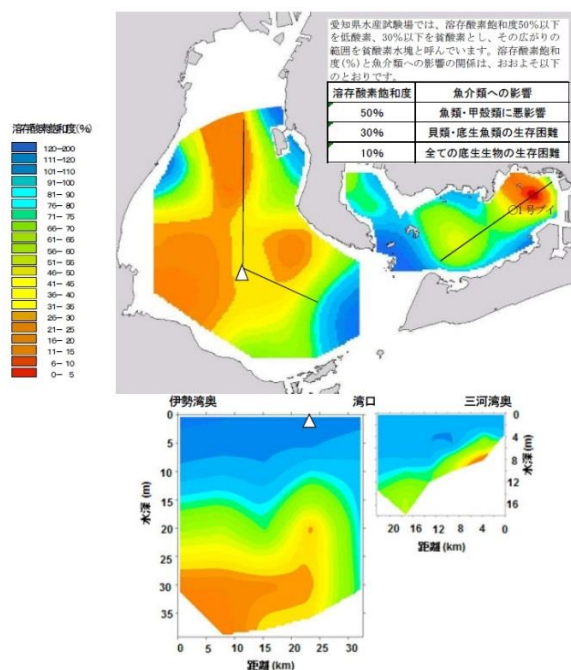 愛知県水産試験場では、溶存酸素飽和度50%以下
を低酸素、30%以下を貧酸素とし、その広がりの
範囲を貧酸素水塊と呼んでいます。溶存酸素飽和
度(%)と魚介類への影響の関係は、おおよそ以下
のとおりです。
溶存酸素飽和度 魚介類への影響
50% 魚類・甲殻類に悪影響
30% 貝類・底生魚類の生存困難
10% 全ての底生生物の生存困難
溶存酸素飽和度(%)
120-200
111-120
101-110
91-100
81- 90
76- 80
71- 75
66- 70
61- 65
56- 60
51- 55
46- 50
41- 45
36- 40
31- 35
26- 30
21- 25
16- 20
11- 15
6- 10
0- 5
〇1号ブイ
伊勢湾奥 湾口 三河湾奥
水深 (m)
0
5
10
15
20
25
30
35
0 5 10 15 20 25 30
距離 (km)
0
4
8
12
16
水深 (m)
20 16 12 8 4 0
距離 (km)